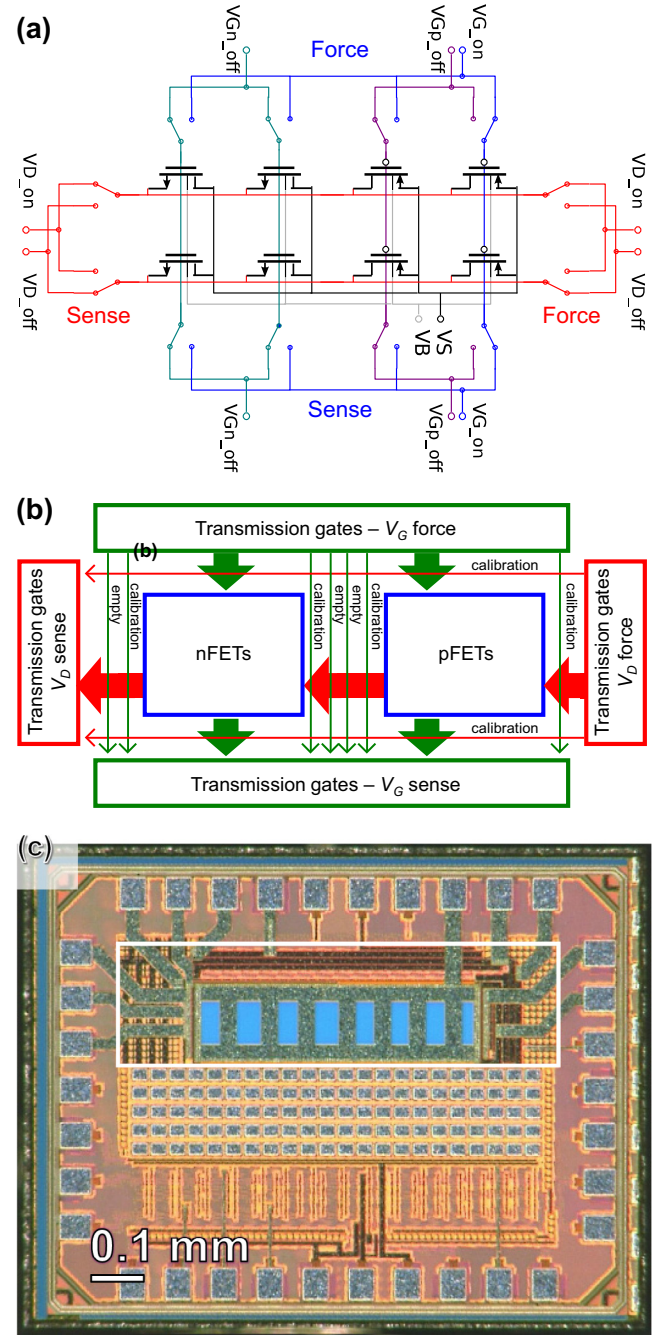 (a)
VGn_off
Force
VGp_off
VG_on
VD_on
VD_off
Sense
VD_on
VD_off
Force
VB
VS
VGn_off
Sense
VGp_off
VG_on
(b)
Transmission gates – VG force
(b)
calibration
Transmission gates
VD sense
empty
calibration
nFETs
calibration
empty
empty
calibration
pFETs
calibration
Transmission gates
VD force
calibration
Transmission gates – VG sense
(c)
0.1 mm